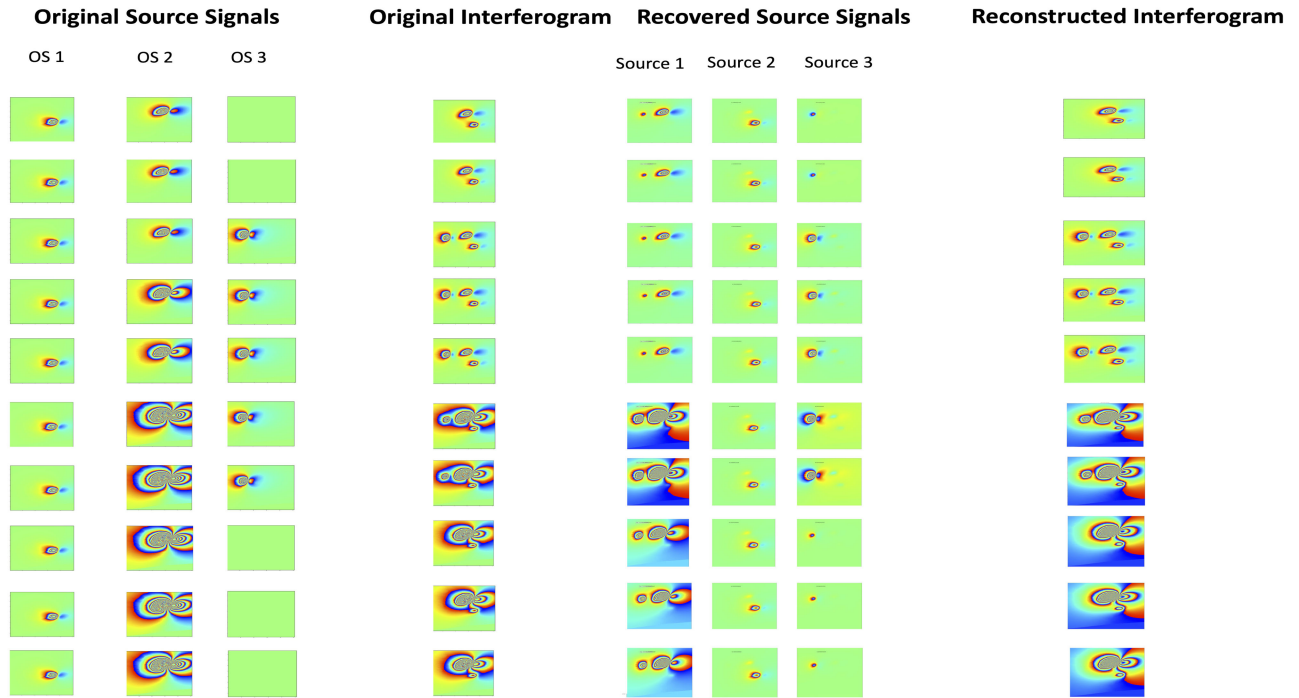 Original Source Signals
Original Interferogram
Recovered Source Signals
Reconstructed Interferogram
OS 1
OS 2
OS 3
Source 1
Source 2
Source 3